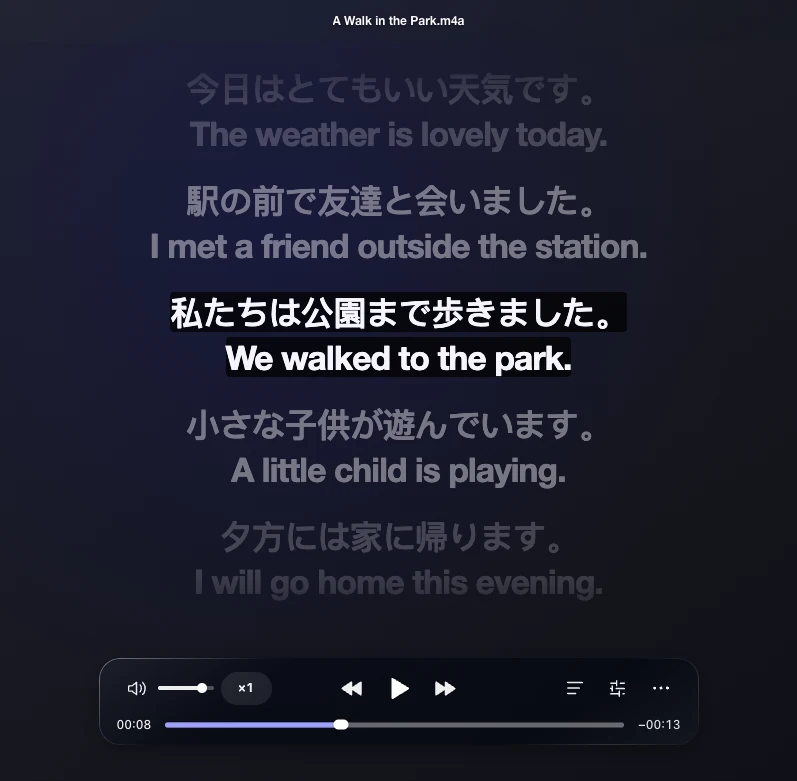 A Walk in the Park.m4a
今日はとてもいい天気です。
The weather is lovely today.
駅の前で友達と会いました。
I met a friend outside the station.
私たちは公園まで歩きました。
We walked to the park.
小さな子供が遊んでいます。
A little child is playing.
夕方には家に帰ります。
I will go home this evening.
×1
00:08
−00:13